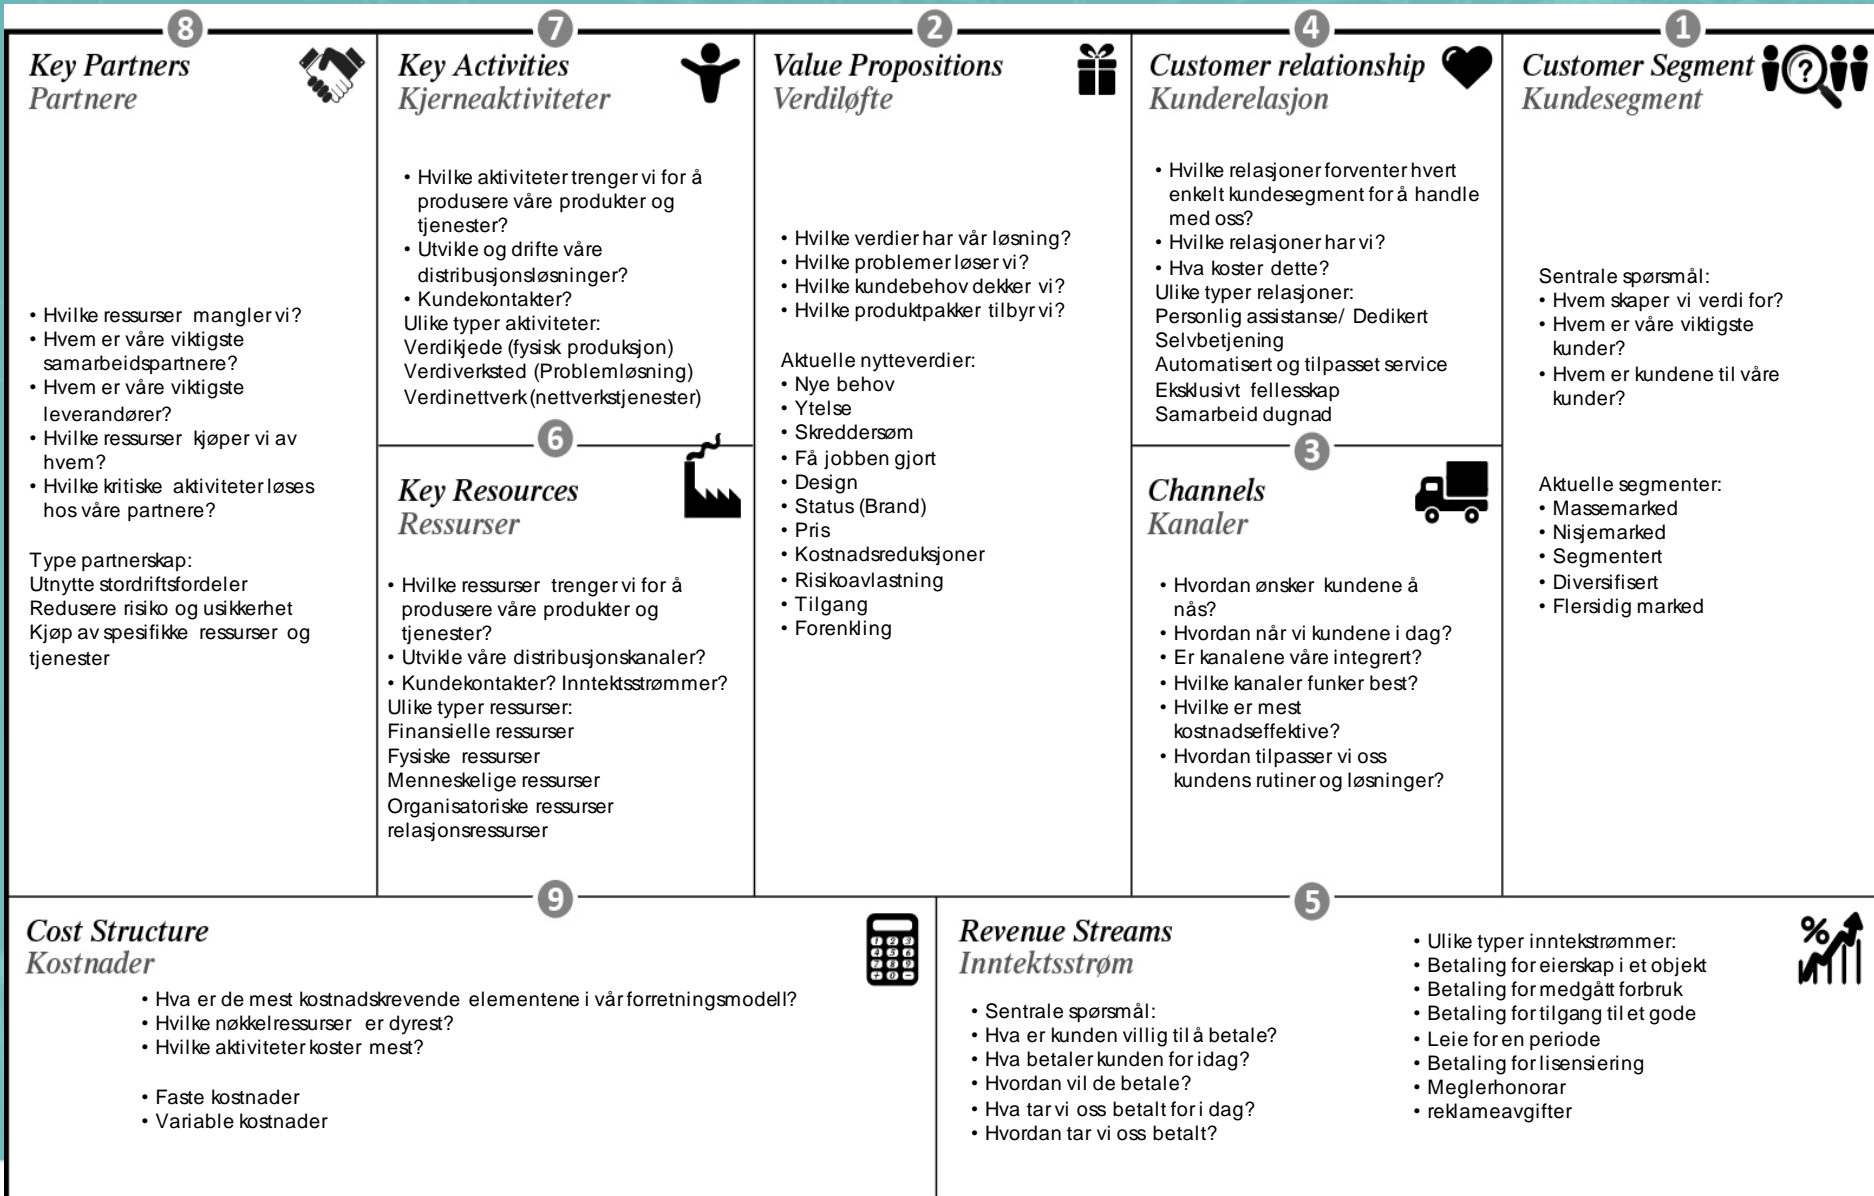 8
Key Partners
Partnere
• Hvilke ressurser mangler vi?
• Hvem er våre viktigste
samarbeidspartnere?
• Hvem er våre viktigste
leverandører?
• Hvilke ressurser kjøper vi av
hvem?
• Hvilke kritiske aktiviteter løses
hos våre partnere?
Type partnerskap:
Utnytte stordriftsfordeler
Redusere risiko og usikkerhet
Kjøp av spesifikke ressurser og
tjenester
7
Key Activities
Kjerneaktiviteter
• Hvilke aktiviteter trenger vi for å
produsere våre produkter og
tjenester?
• Utvikle og drifte våre
distribusjonsløsninger?
• Kundekontakter?
Ulike typer aktiviteter:
Verdikjede (fysisk produksjon)
Verdiverksted (Problemløsning)
Verdinettverk (nettverkstjenester)
6
Key Resources
Ressurser
• Hvilke ressurser trenger vi for å
produsere våre produkter og
tjenester?
• Utvikle våre distribusjonskanaler?
• Kundekontakter? Inntektsstrømmer?
Ulike typer ressurser:
Finansielle ressurser
Fysiske ressurser
Menneskelige ressurser
Organisatoriske ressurser
relasjonsressurser
2
Value Propositions
Verdiløfte
• Hvilke verdier har vår løsning?
• Hvilke problemer løser vi?
• Hvilke kundebehov dekker vi?
• Hvilke produktpakker tilbyr vi?
Aktuelle nytteverdier:
• Nye behov
• Ytelse
• Skreddersøm
• Få jobben gjort
• Design
• Status (Brand)
• Pris
• Kostnadsreduksjoner
• Risikoavlastning
• Tilgang
• Forenkling
4
Customer relationship
Kunderelasjon
• Hvilke relasjoner forventer hvert
enkelt kundesegment for å handle
med oss?
• Hvilke relasjoner har vi?
• Hva koster dette?
Ulike typer relasjoner:
Personlig assistanse/ Dedikert
Selvbetjening
Automatisert og tilpasset service
Eksklusivt fellesskap
Samarbeid dugnad
3
Channels
Kanaler
• Hvordan ønsker kundene å
nås?
• Hvordan når vi kundene i dag?
• Er kanalene våre integrert?
• Hvilke kanaler funker best?
• Hvilke er mest
kostnadseffektive?
• Hvordan tilpasser vi oss
kundens rutiner og løsninger?
1
Customer Segment
Kundesegment
?
Sentrale spørsmål:
• Hvem skaper vi verdi for?
• Hvem er våre viktigste
kunder?
• Hvem er kundene til våre
kunder?
Aktuelle segmenter:
• Massemarked
• Nisjemarked
• Segmentert
• Diversifisert
• Flersidig marked
9
Cost Structure
Kostnader
1 2 3
4 5 6
7 8 9
+ 0 −
• Hva er de mest kostnadskrevende elementene i vår forretningsmodell?
• Hvilke nøkkelressurser er dyrest?
• Hvilke aktiviteter koster mest?
• Faste kostnader
• Variable kostnader
5
Revenue Streams
Inntektsstrøm
• Sentrale spørsmål:
• Hva er kunden villig til å betale?
• Hva betaler kunden for idag?
• Hvordan vil de betale?
• Hva tar vi oss betalt for i dag?
• Hvordan tar vi oss betalt?
• Ulike typer inntekstrømmer:
• Betaling for eierskap i et objekt
• Betaling for medgått forbruk
• Betaling for tilgang til et gode
• Leie for en periode
• Betaling for lisensiering
• Meglerhonorar
• reklameavgifter
%